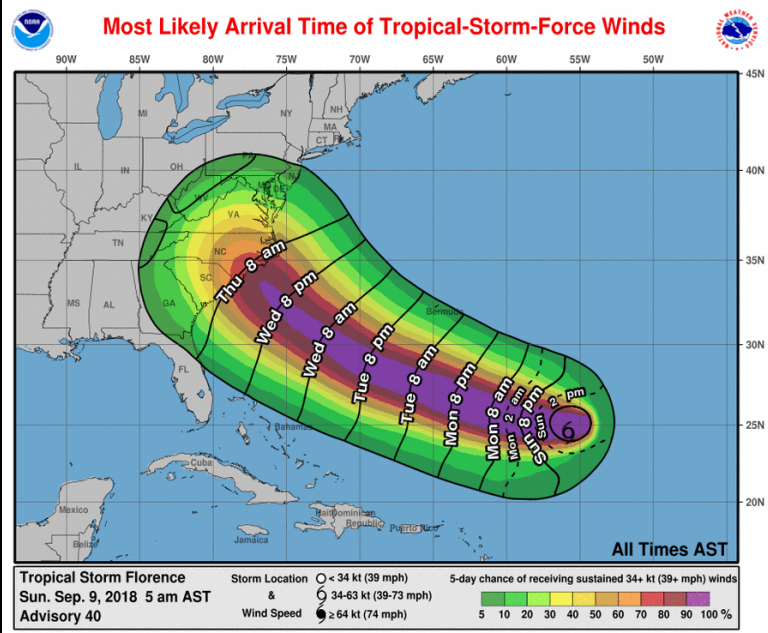 NOAA
Most Likely Arrival Time of Tropical-Storm-Force Winds
90W 85W 80W 75W 70W 65W 60W 55W 50W
45N
40N
35N
30N
25N
20N
MI
NY
NH
MA
CT
RI
PA
NJ
IL
IN
OH
MD
DE
WV
KY
VA
TN
NC
SC
MS
AL
GA
FL
Bermuda
Bahamas
Cuba
Mexico
Belize
Jamaica
Haiti
Dominican
Republic
Puerto Rico
Thu 8 am
Wed 8 pm
Wed 8 am
Tue 8 pm
Tue 8 am
Mon 8 pm
Mon 8 am
Mon 2 am
Sun 8 pm
Sun 2 pm
All Times AST
Tropical Storm Florence
Sun. Sep. 9, 2018 5 am AST
Advisory 40
Storm Location
&
Wind Speed
< 34 kt (39 mph)
34-63 kt (39-73 mph)
≥ 64 kt (74 mph)
5-day chance of receiving sustained 34+ kt (39+ mph) winds
5 10 20 30 40 50 60 70 80 90 100 %